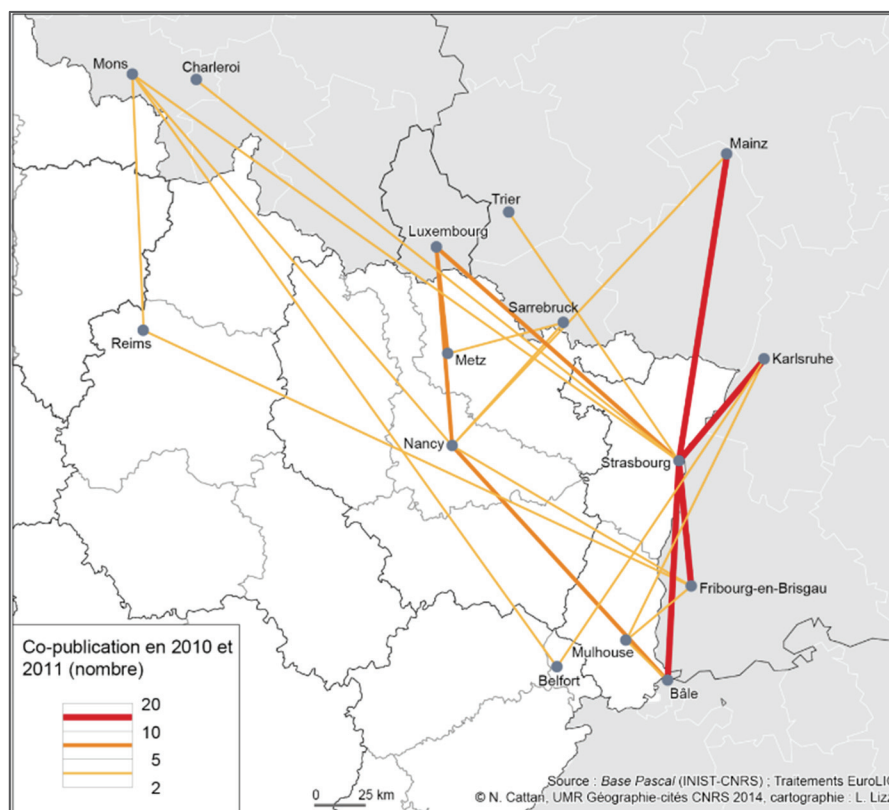 Mons
Charleroi
Mainz
Trier
Luxembourg
Sarrebruck
Reims
Metz
Karlsruhe
Nancy
Strasbourg
Fribourg-en-Brisgau
Mulhouse
Belfort
Bâle
Co-publication en 2010 et
2011 (nombre)
20
10
5
2
0 25 km
Source : Base Pascal (INIST-CNRS) ; Traitements EuroLIO
© N. Cattan, UMR Géographie-cités CNRS 2014, cartographie : L. Liza